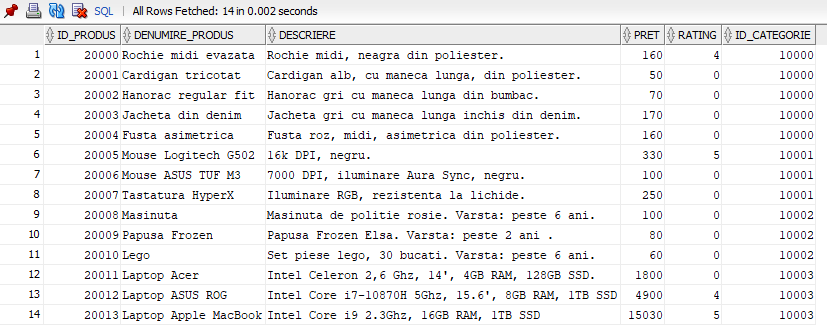 SQL | All Rows Fetched: 14 in 0.002 seconds
ID_PRODUS DENUMIRE_PRODUS DESCRIERE PRET RATING ID_CATEGORIE
1 20000 Rochie midi evazata Rochie midi, neagra din poliester. 160 4 10000
2 20001 Cardigan tricotat Cardigan alb, cu maneca lunga, din poliester. 50 0 10000
3 20002 Hanorac regular fit Hanorac gri cu maneca lunga din bumbac. 70 0 10000
4 20003 Jacheta din denim Jacheta gri cu maneca lunga inchis din denim. 170 0 10000
5 20004 Fusta asimetrica Fusta roz, midi, asimetrica din poliester. 160 0 10000
6 20005 Mouse Logitech G502 16k DPI, negru. 330 5 10001
7 20006 Mouse ASUS TUF M3 7000 DPI, iluminare Aura Sync, negru. 100 0 10001
8 20007 Tastatura HyperX Iluminare RGB, rezistenta la lichide. 250 0 10001
9 20008 Masinuta Masinuta de politie rosie. Varsta: peste 6 ani. 100 0 10002
10 20009 Papusa Frozen Papusa Frozen Elsa. Varsta: peste 2 ani . 80 0 10002
11 20010 Lego Set piese lego, 30 bucati. Varsta: peste 6 ani. 60 0 10002
12 20011 Laptop Acer Intel Celeron 2,6 Ghz, 14', 4GB RAM, 128GB SSD. 1800 0 10003
13 20012 Laptop ASUS ROG Intel Core i7-10870H 5Ghz, 15.6', 8GB RAM, 1TB SSD 4900 4 10003
14 20013 Laptop Apple MacBook Intel Core i9 2.3Ghz, 16GB RAM, 1TB SSD 15030 5 10003